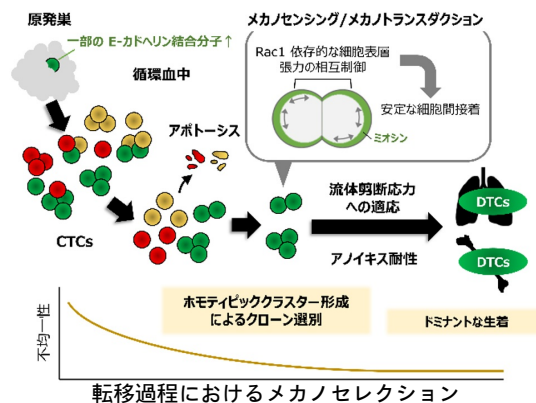 原発巣
一部の E-カドヘリン結合分子↑
循環血中
アポトーシス
CTCs
メカノセンシング/メカノトランスダクション
Rac1 依存的な細胞表層
張力の相互制御
安定な細胞間接着
ミオシン
流体剪断応力
への適応
アノイキス耐性
DTCs
DTCs
ホモティピッククラスター形成
によるクローン選別
ドミナントな生着
不均一性
転移過程におけるメカノセレクション